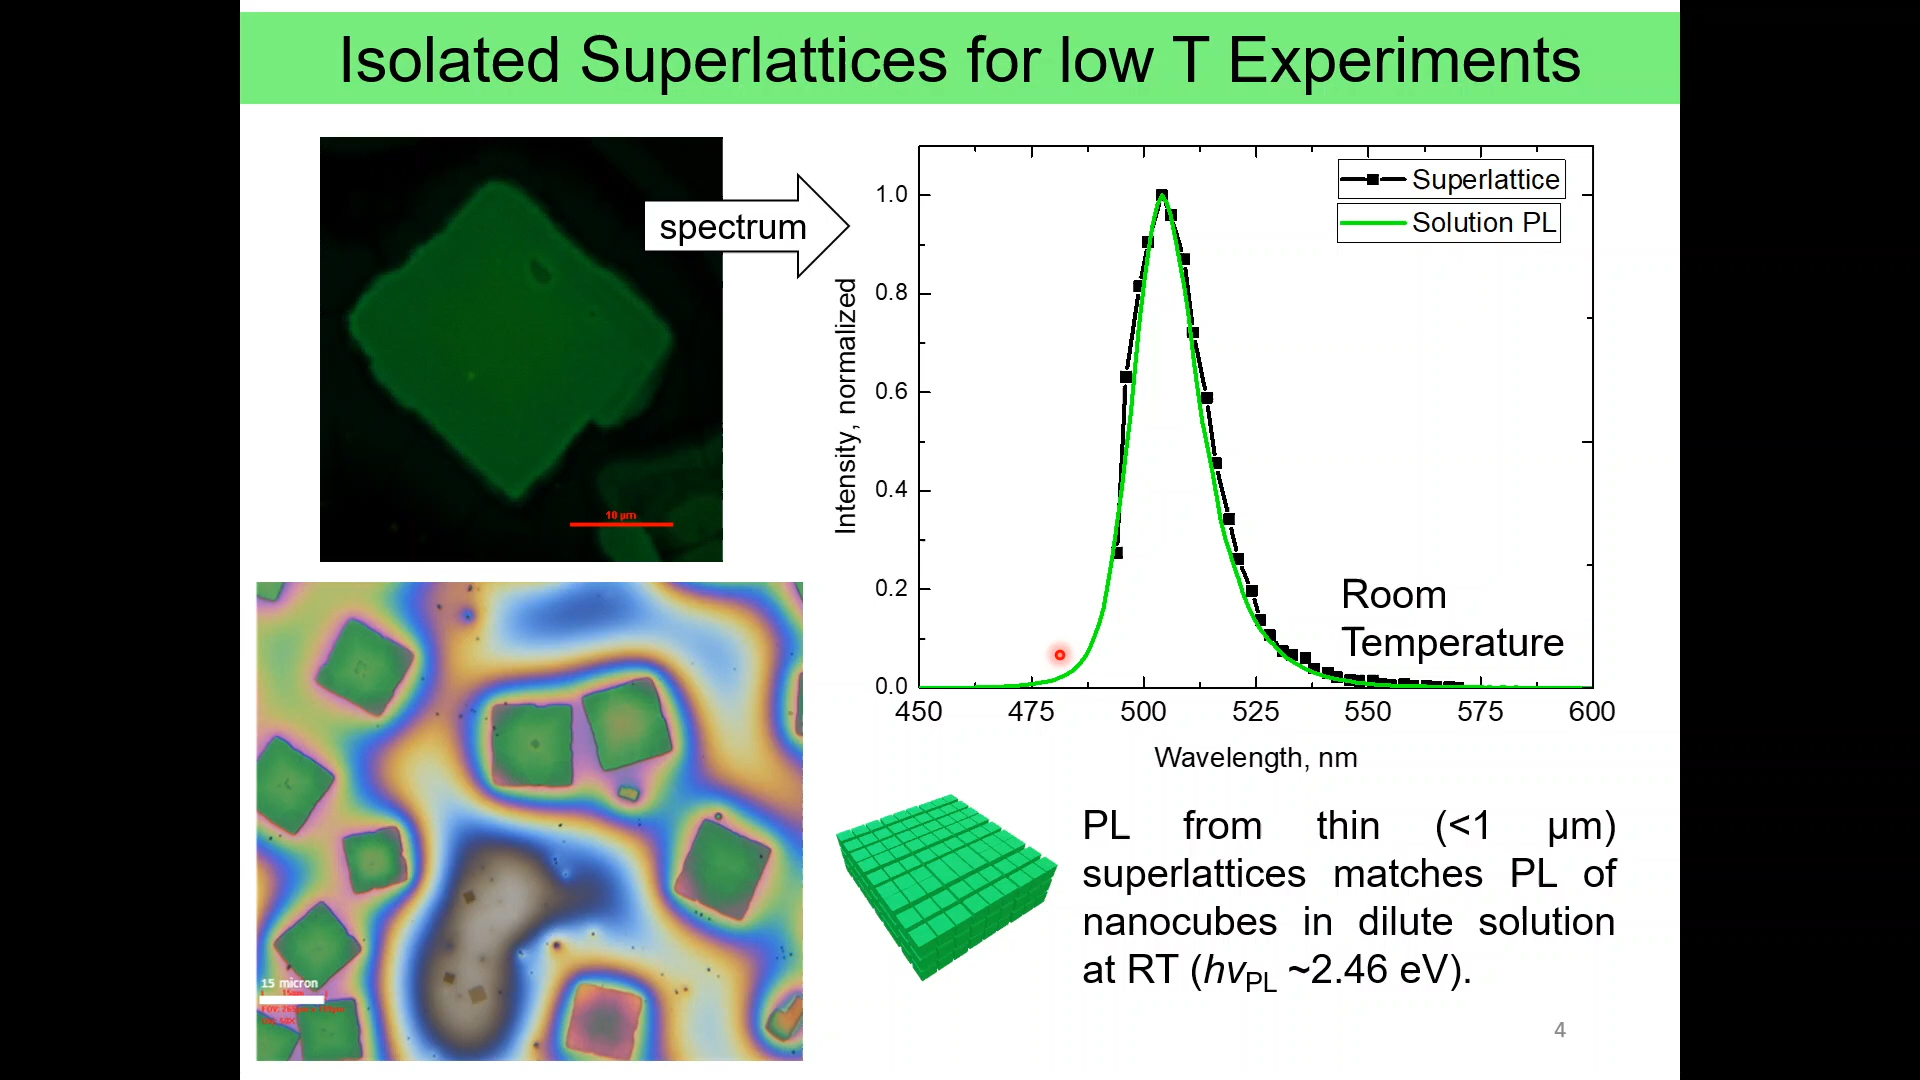 Isolated Superlattices for low T Experiments
spectrum
10 µm
15 micron
Intensity, normalized
1.0
0.8
0.6
0.4
0.2
0.0
450 475 500 525 550 575 600
Wavelength, nm
Superlattice
Solution PL
Room
Temperature
PL from thin (<1 µm)
superlattices matches PL of
nanocubes in dilute solution
at RT (hνPL ~2.46 eV).
4